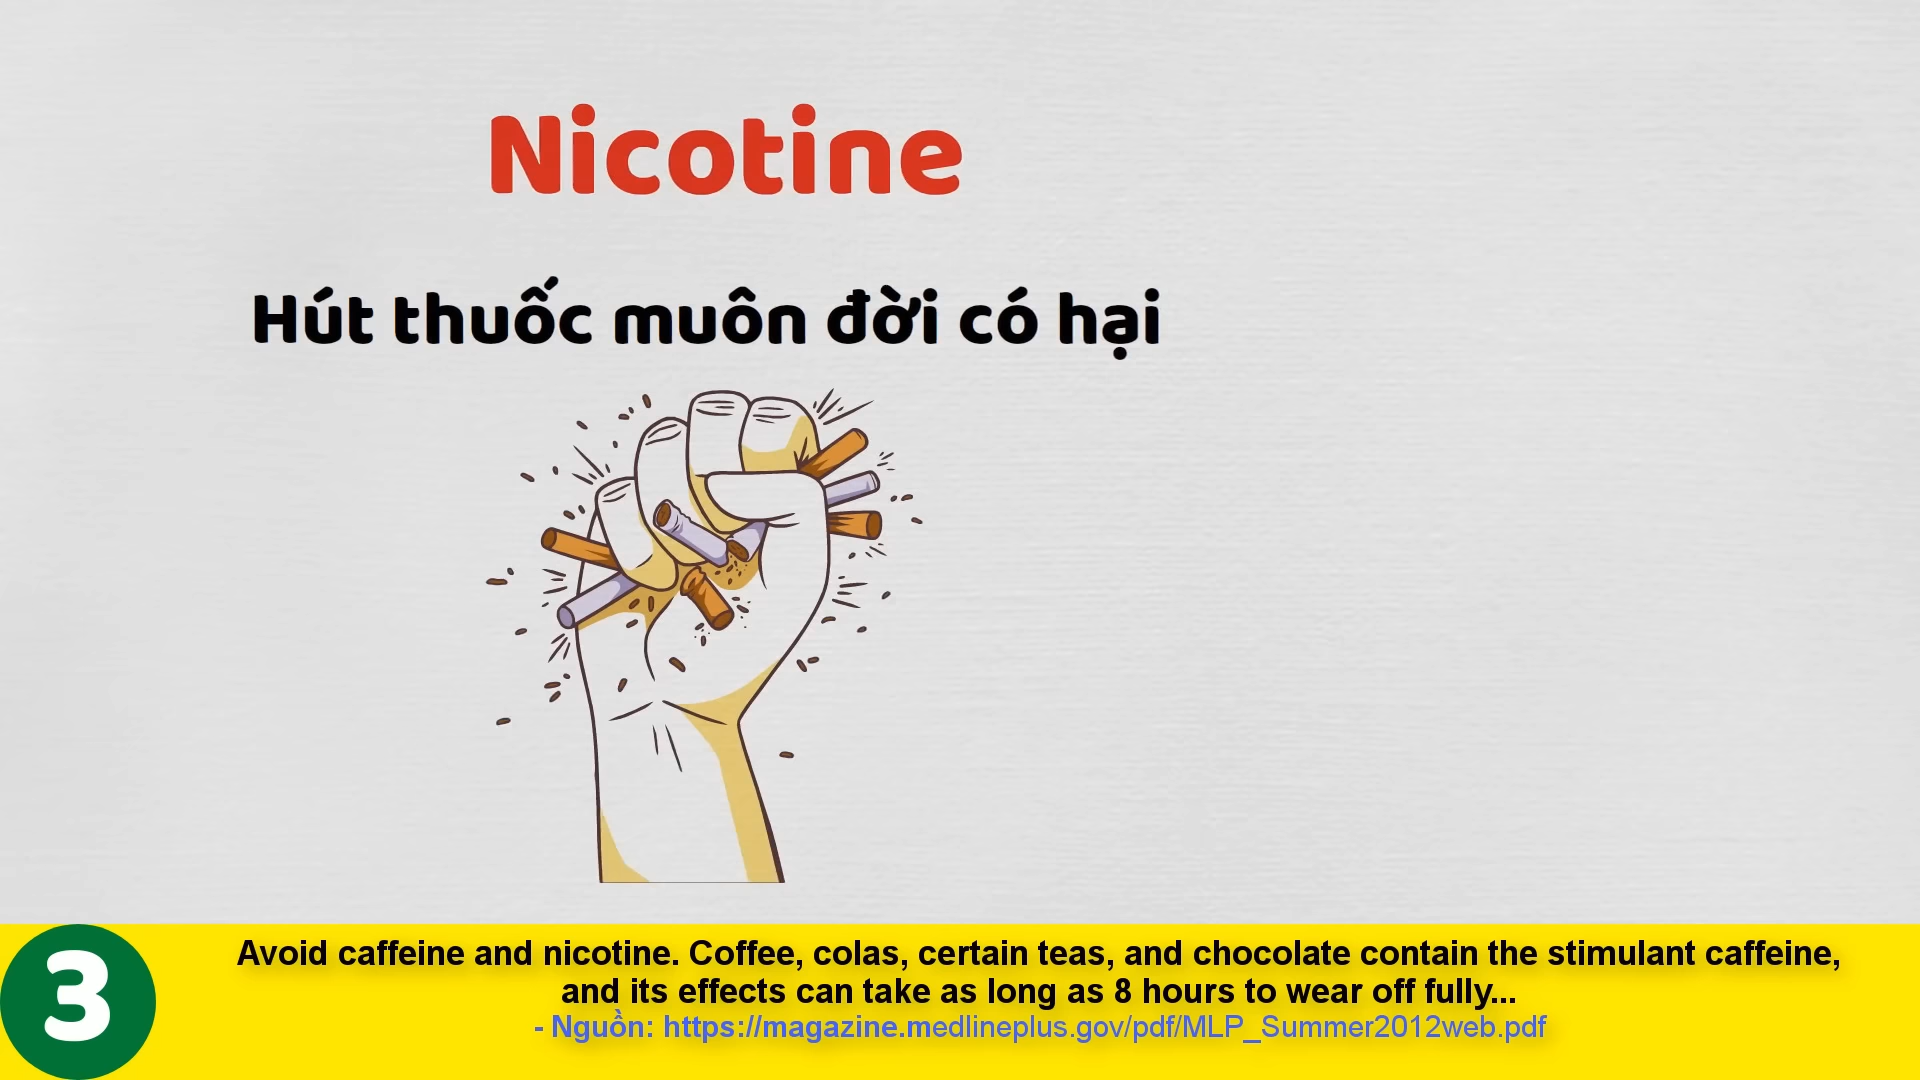 Nicotine
Hút thuốc muôn đời có hại
3
Avoid caffeine and nicotine. Coffee, colas, certain teas, and chocolate contain the stimulant caffeine,
and its effects can take as long as 8 hours to wear off fully...
- Nguồn: https://magazine.medlineplus.gov/pdf/MLP_Summer2012web.pdf